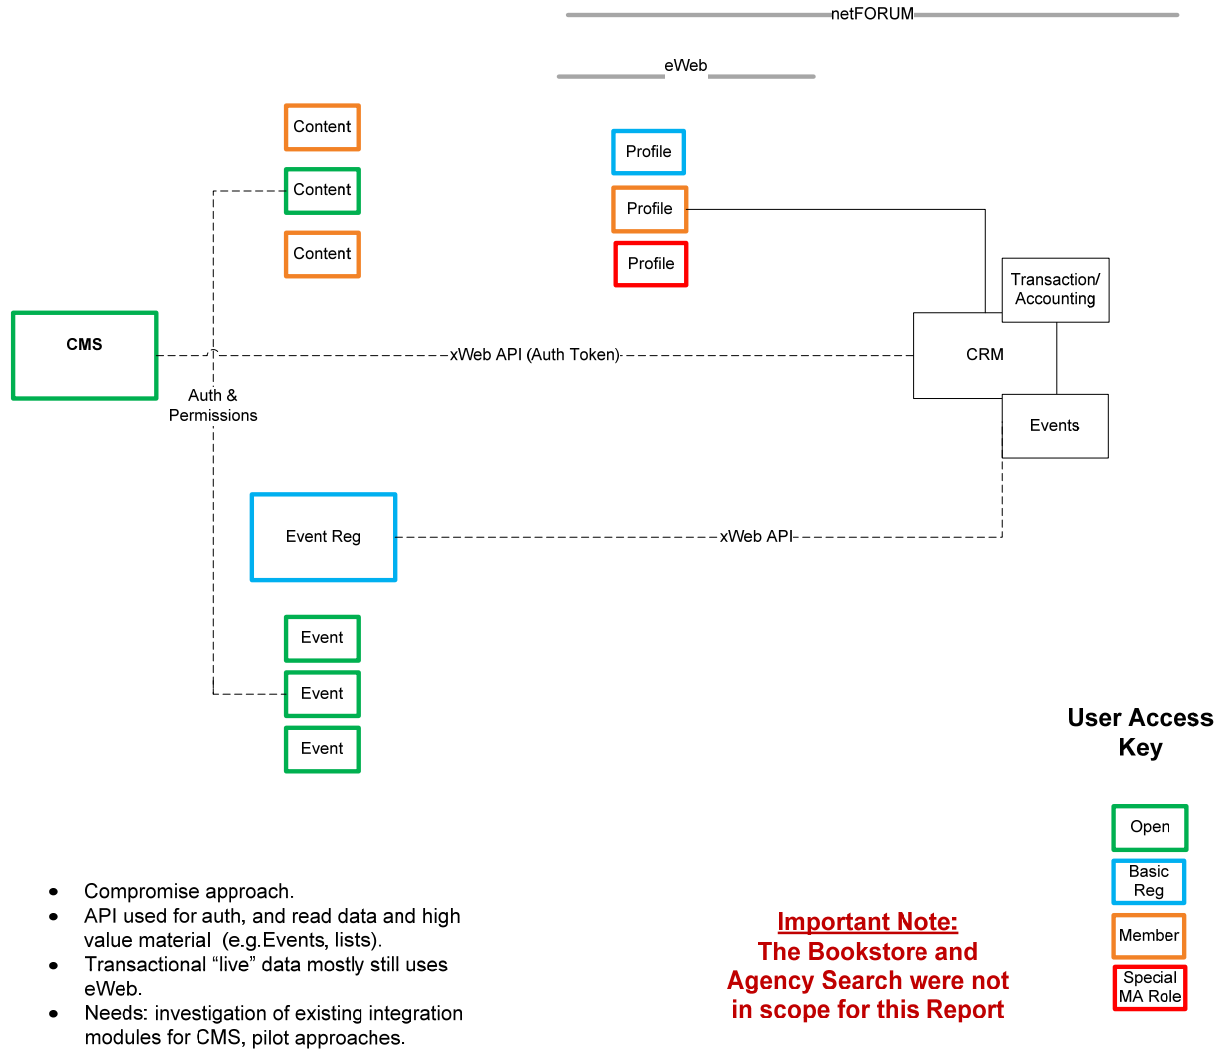 netFORUM
eWeb
Content
Content
Content
Profile
Profile
Profile
Transaction/
Accounting
CMS
xWeb API (Auth Token)
CRM
Auth &
Permissions
Events
Event Reg
xWeb API
Event
Event
Event
User Access
Key
Open
Basic
Reg
Member
Special
MA Role
• Compromise approach.
• API used for auth, and read data and high
value material (e.g.Events, lists).
• Transactional “live” data mostly still uses
eWeb.
• Needs: investigation of existing integration
modules for CMS, pilot approaches.
Important Note:
The Bookstore and
Agency Search were not
in scope for this Report